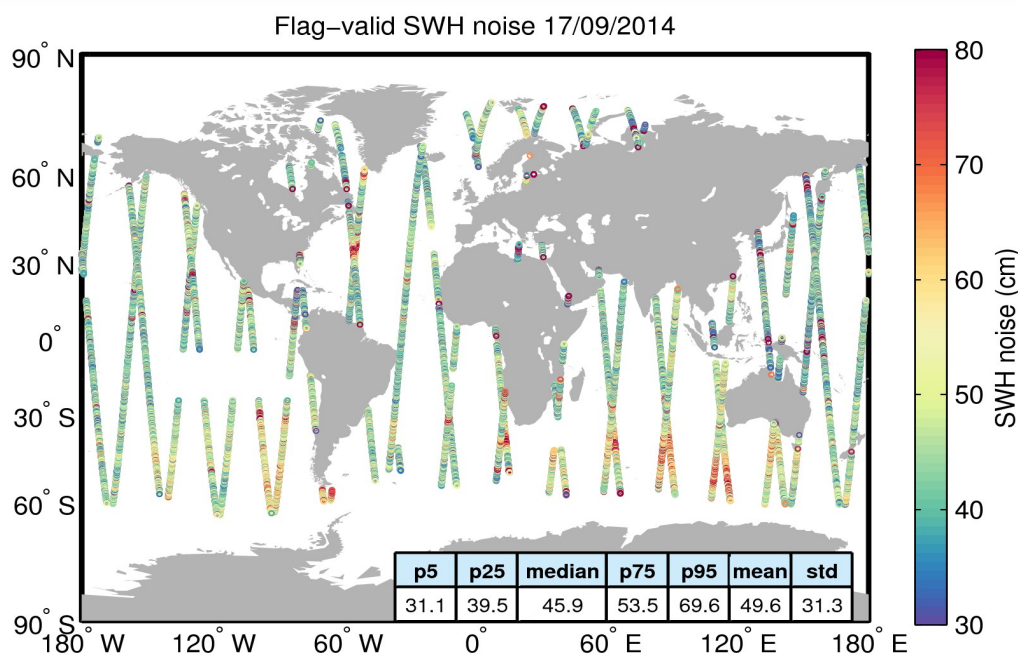 Flag−valid SWH noise 17/09/2014
90° N
60° N
30° N
0°
30° S
60° S
90° S
180° W
120° W
60° W
0°
60° E
120° E
180° E
80
70
60
50
40
30
SWH noise (cm)
p5 p25 median p75 p95 mean std
31.1 39.5 45.9 53.5 69.6 49.6 31.3